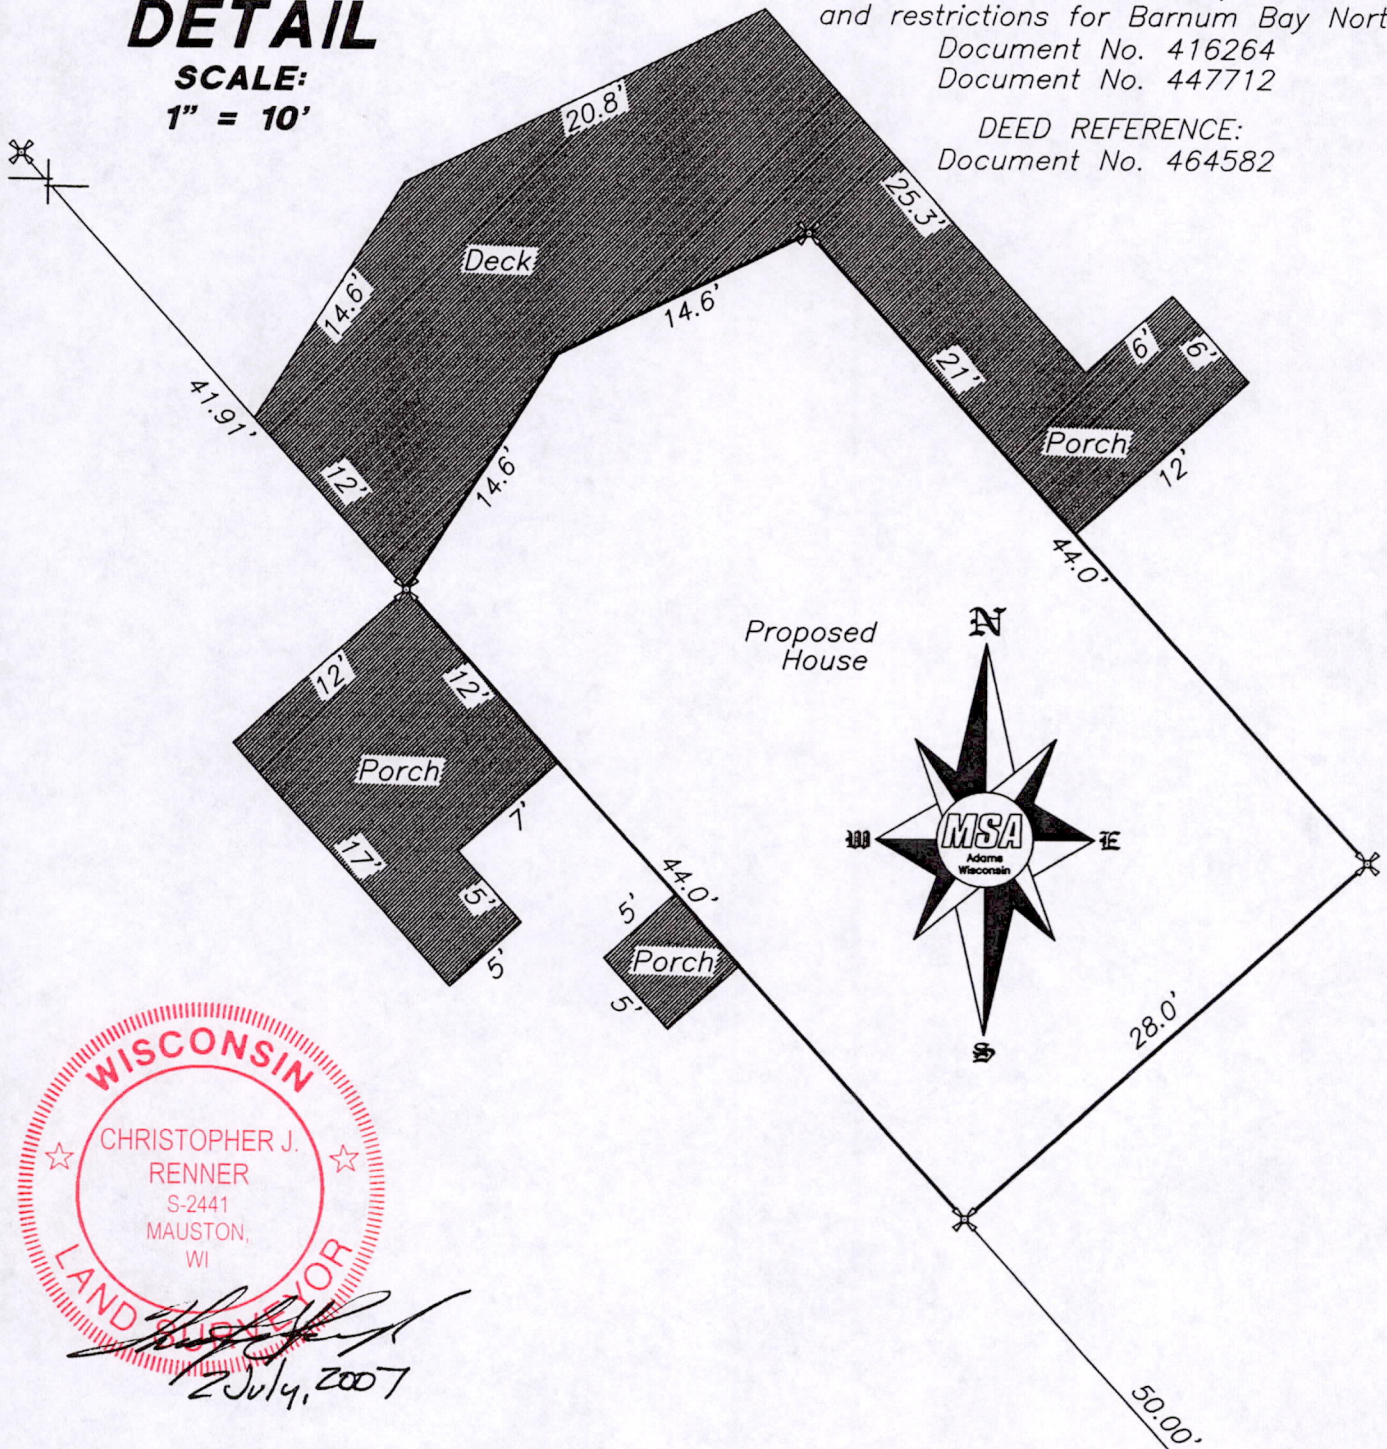 DETAIL
SCALE:
1" = 10'
and restrictions for Barnum Bay Nort
Document No. 416264
Document No. 447712
DEED REFERENCE:
Document No. 464582
20.8'
25.3'
Deck
14.6'
14.6'
21'
6'
6'
Porch
12'
41.91'
12'
14.6'
44.0'
Proposed
House
N
W
E
S
MSA
Adams
Wisconsin
12'
12'
Porch
7'
17'
5'
5'
44.0'
5'
Porch
5'
28.0'
50.00'
WISCONSIN
CHRISTOPHER J.
RENNER
S-2441
MAUSTON,
WI
LAND SURVEYOR
2 July, 2007